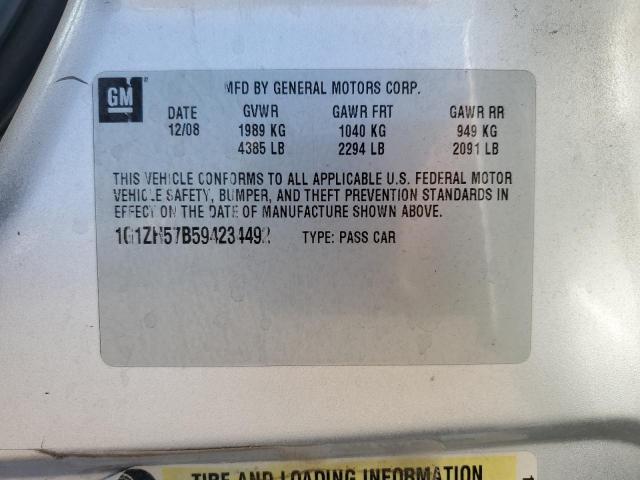 GM
MFD BY GENERAL MOTORS CORP.
DATE GVWR GAWR FRT GAWR RR
12/08 1989 KG 1040 KG 949 KG
4385 LB 2294 LB 2091 LB
THIS VEHICLE CONFORMS TO ALL APPLICABLE U.S. FEDERAL MOTOR
VEHICLE SAFETY, BUMPER, AND THEFT PREVENTION STANDARDS IN
EFFECT ON THE DATE OF MANUFACTURE SHOWN ABOVE.
1G1ZH57B594234492 TYPE: PASS CAR
TIRE AND LOADING INFORMATION